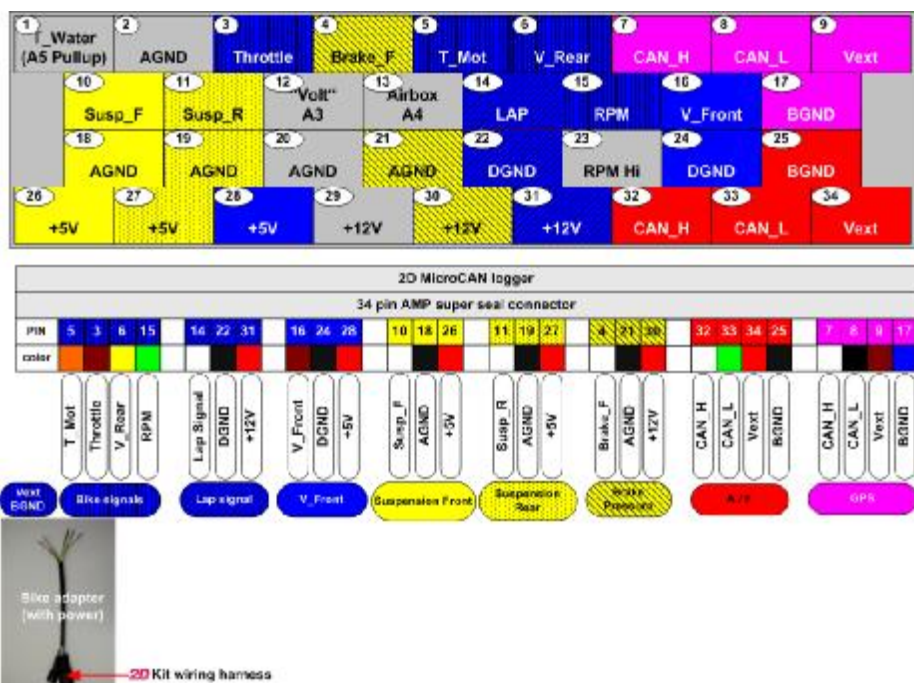 1 2 3 4 5 6 7 8 9
T_Water (A5 Pullup) AGND Throttle Brake_F T_Mot V_Rear CAN_H CAN_L Vext
10 11 12 13 14 15 16 17
Susp_F Susp_R "Volt" A3 Airbox A4 LAP RPM V_Front BGND
18 19 20 21 22 23 24 25
AGND AGND AGND AGND DGND RPM Hi DGND BGND
26 27 28 29 30 31 32 33 34
+5V +5V +5V +12V +12V +12V CAN_H CAN_L Vext
2D MicroCAN logger
34 pin AMP super seal connector
PIN 5 3 6 15 14 22 31 16 24 28 10 18 26 11 19 27 4 21 30 32 33 34 25 7 8 9 17
color
T_Mot Throttle V_Rear RPM Lap Signal DGND +12V V_Front DGND +5V Susp_F AGND +5V Susp_R AGND +5V Brake_F AGND +12V CAN_H CAN_L Vext BGND CAN_H CAN_L Vext BGND
Vext BGND Bike signals Lap signal V_Front Suspension Front Suspension Rear Brake Pressure GPS
Bike adapter
(with power)
2D Kit wiring harness